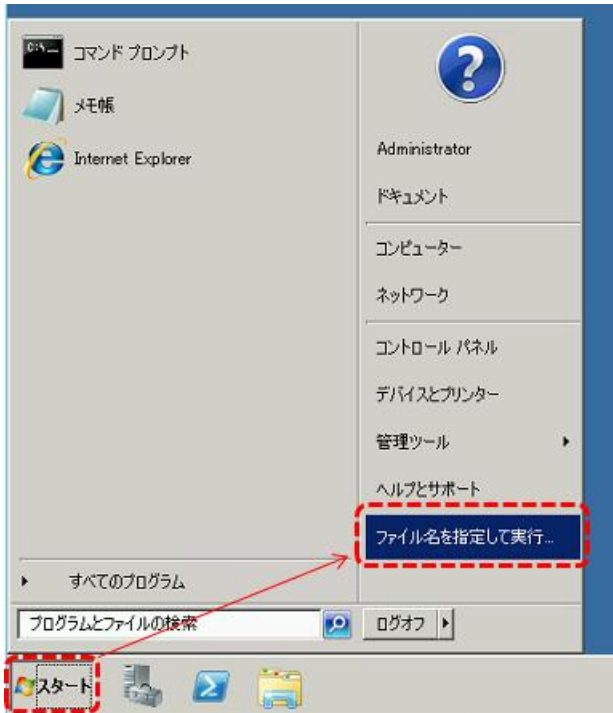 コマンド プロンプト
メモ帳
Internet Explorer
すべてのプログラム
プログラムとファイルの検索
Administrator
ドキュメント
コンピューター
ネットワーク
コントロール パネル
デバイスとプリンター
管理ツール
ヘルプとサポート
ファイル名を指定して実行...
ログオフ
スタート